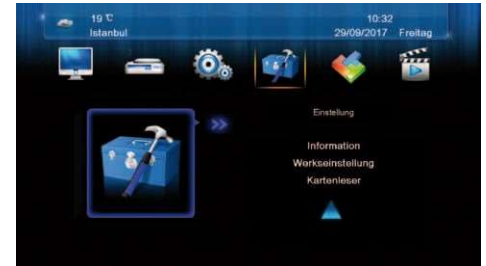 19 °C
10:32
Istanbul
29/09/2017 Freitag
Einstellung
Information
Werkseinstellung
Kartenleser